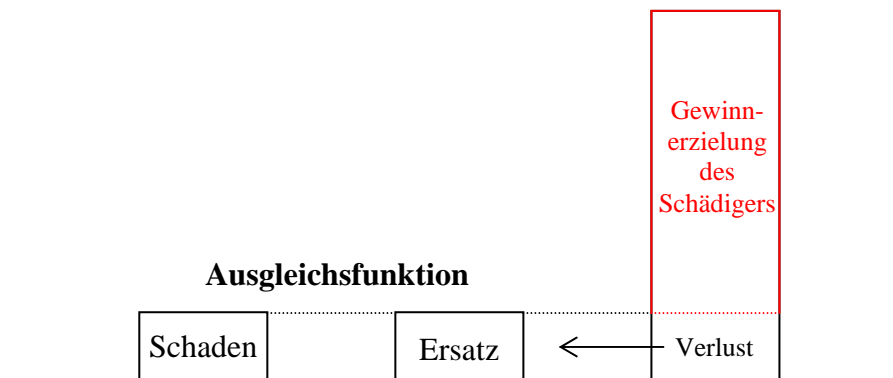 Gewinn-
erzielung
des
Schädigers
Ausgleichsfunktion
Schaden
Ersatz
Verlust